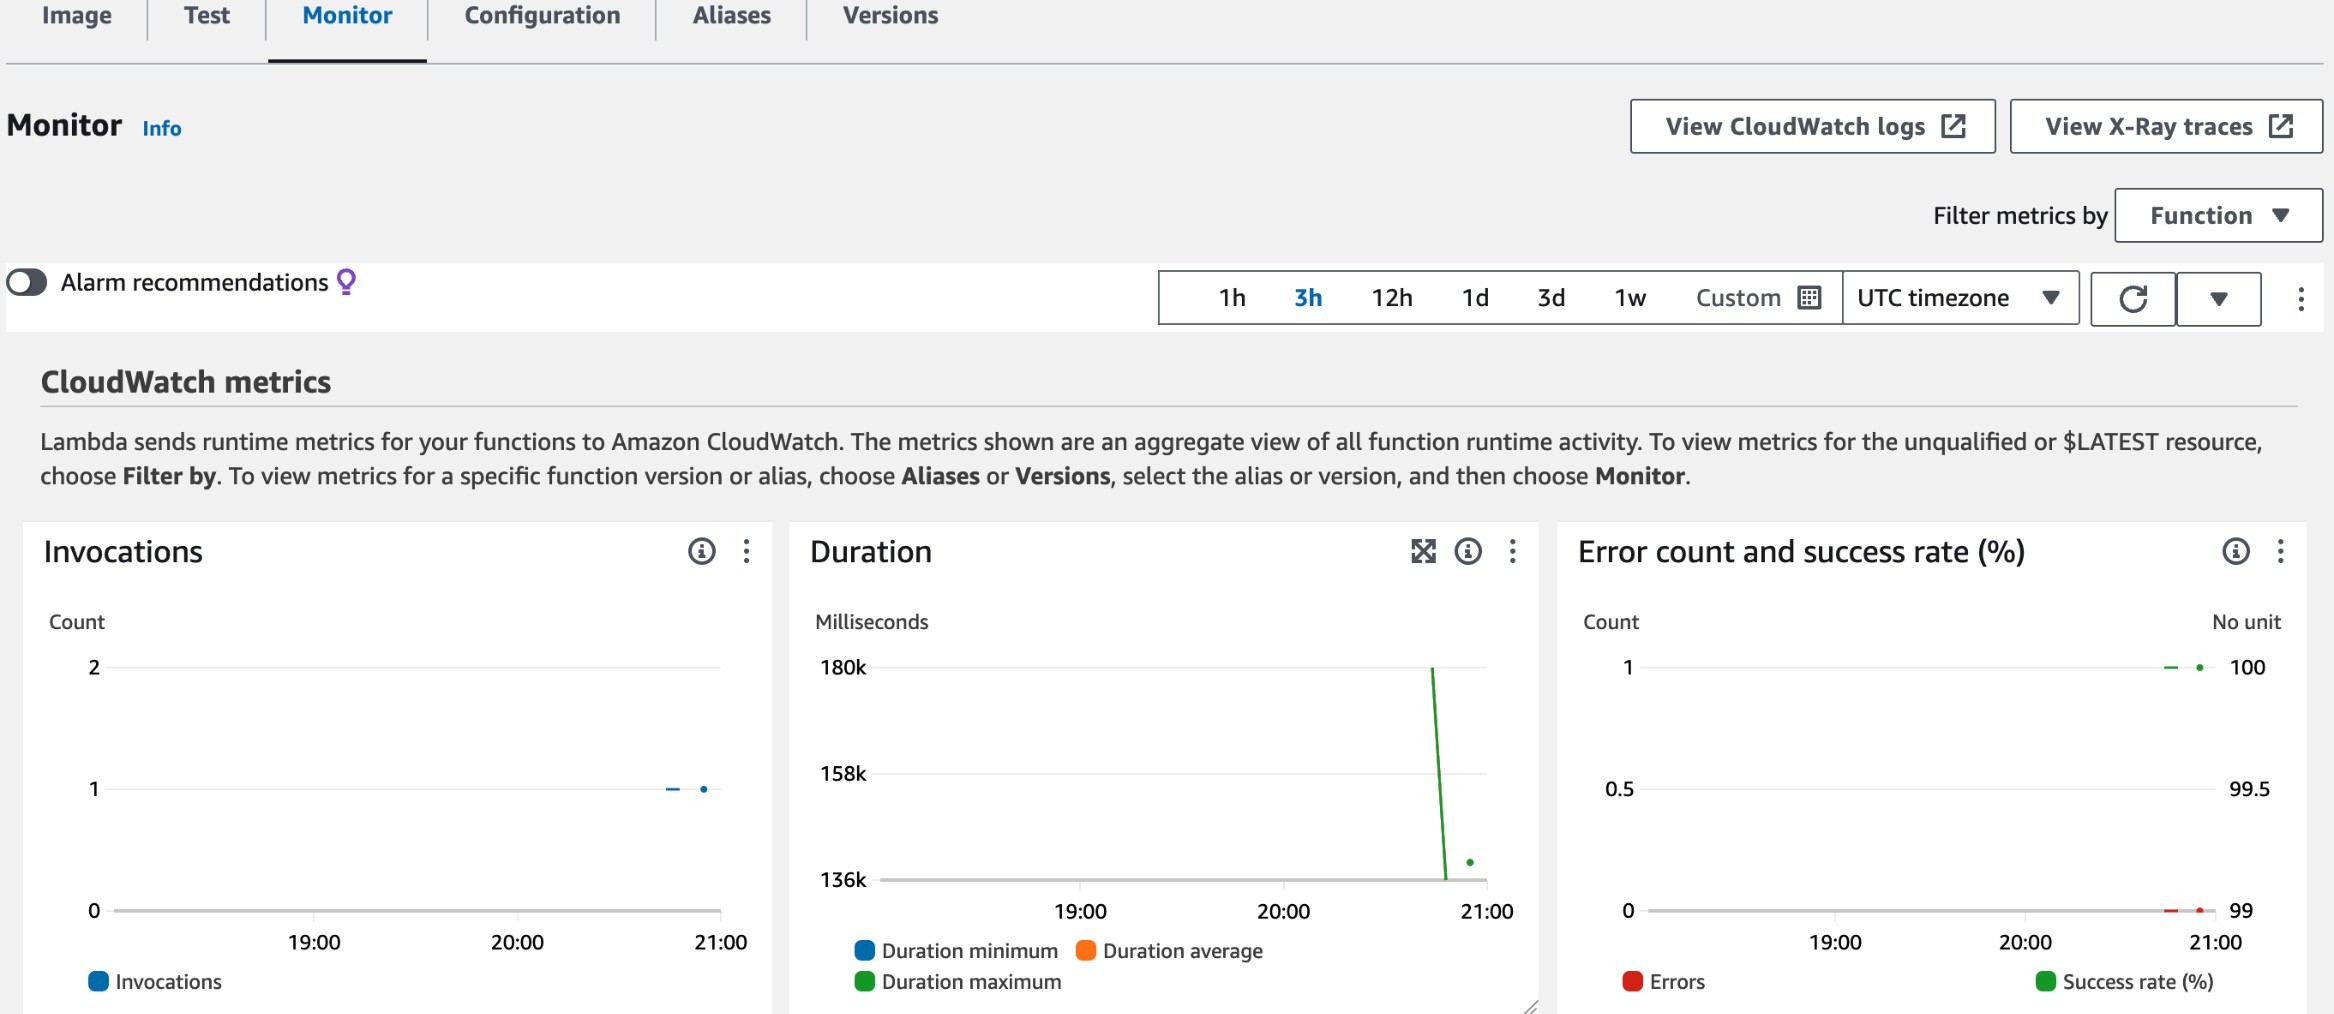 Image Test Monitor Configuration Aliases Versions
Monitor Info View CloudWatch logs View X-Ray traces
Filter metrics by Function
Alarm recommendations 1h 3h 12h 1d 3d 1w Custom UTC timezone
CloudWatch metrics
Lambda sends runtime metrics for your functions to Amazon CloudWatch. The metrics shown are an aggregate view of all function runtime activity. To view metrics for the unqualified or $LATEST resource,
choose Filter by. To view metrics for a specific function version or alias, choose Aliases or Versions, select the alias or version, and then choose Monitor.
Invocations
Count
2
1
0
19:00 20:00 21:00
Invocations
Duration
Milliseconds
180k
158k
136k
19:00 20:00 21:00
Duration minimum Duration average
Duration maximum
Error count and success rate (%)
Count No unit
1 100
0.5 99.5
0 99
19:00 20:00 21:00
Errors Success rate (%)